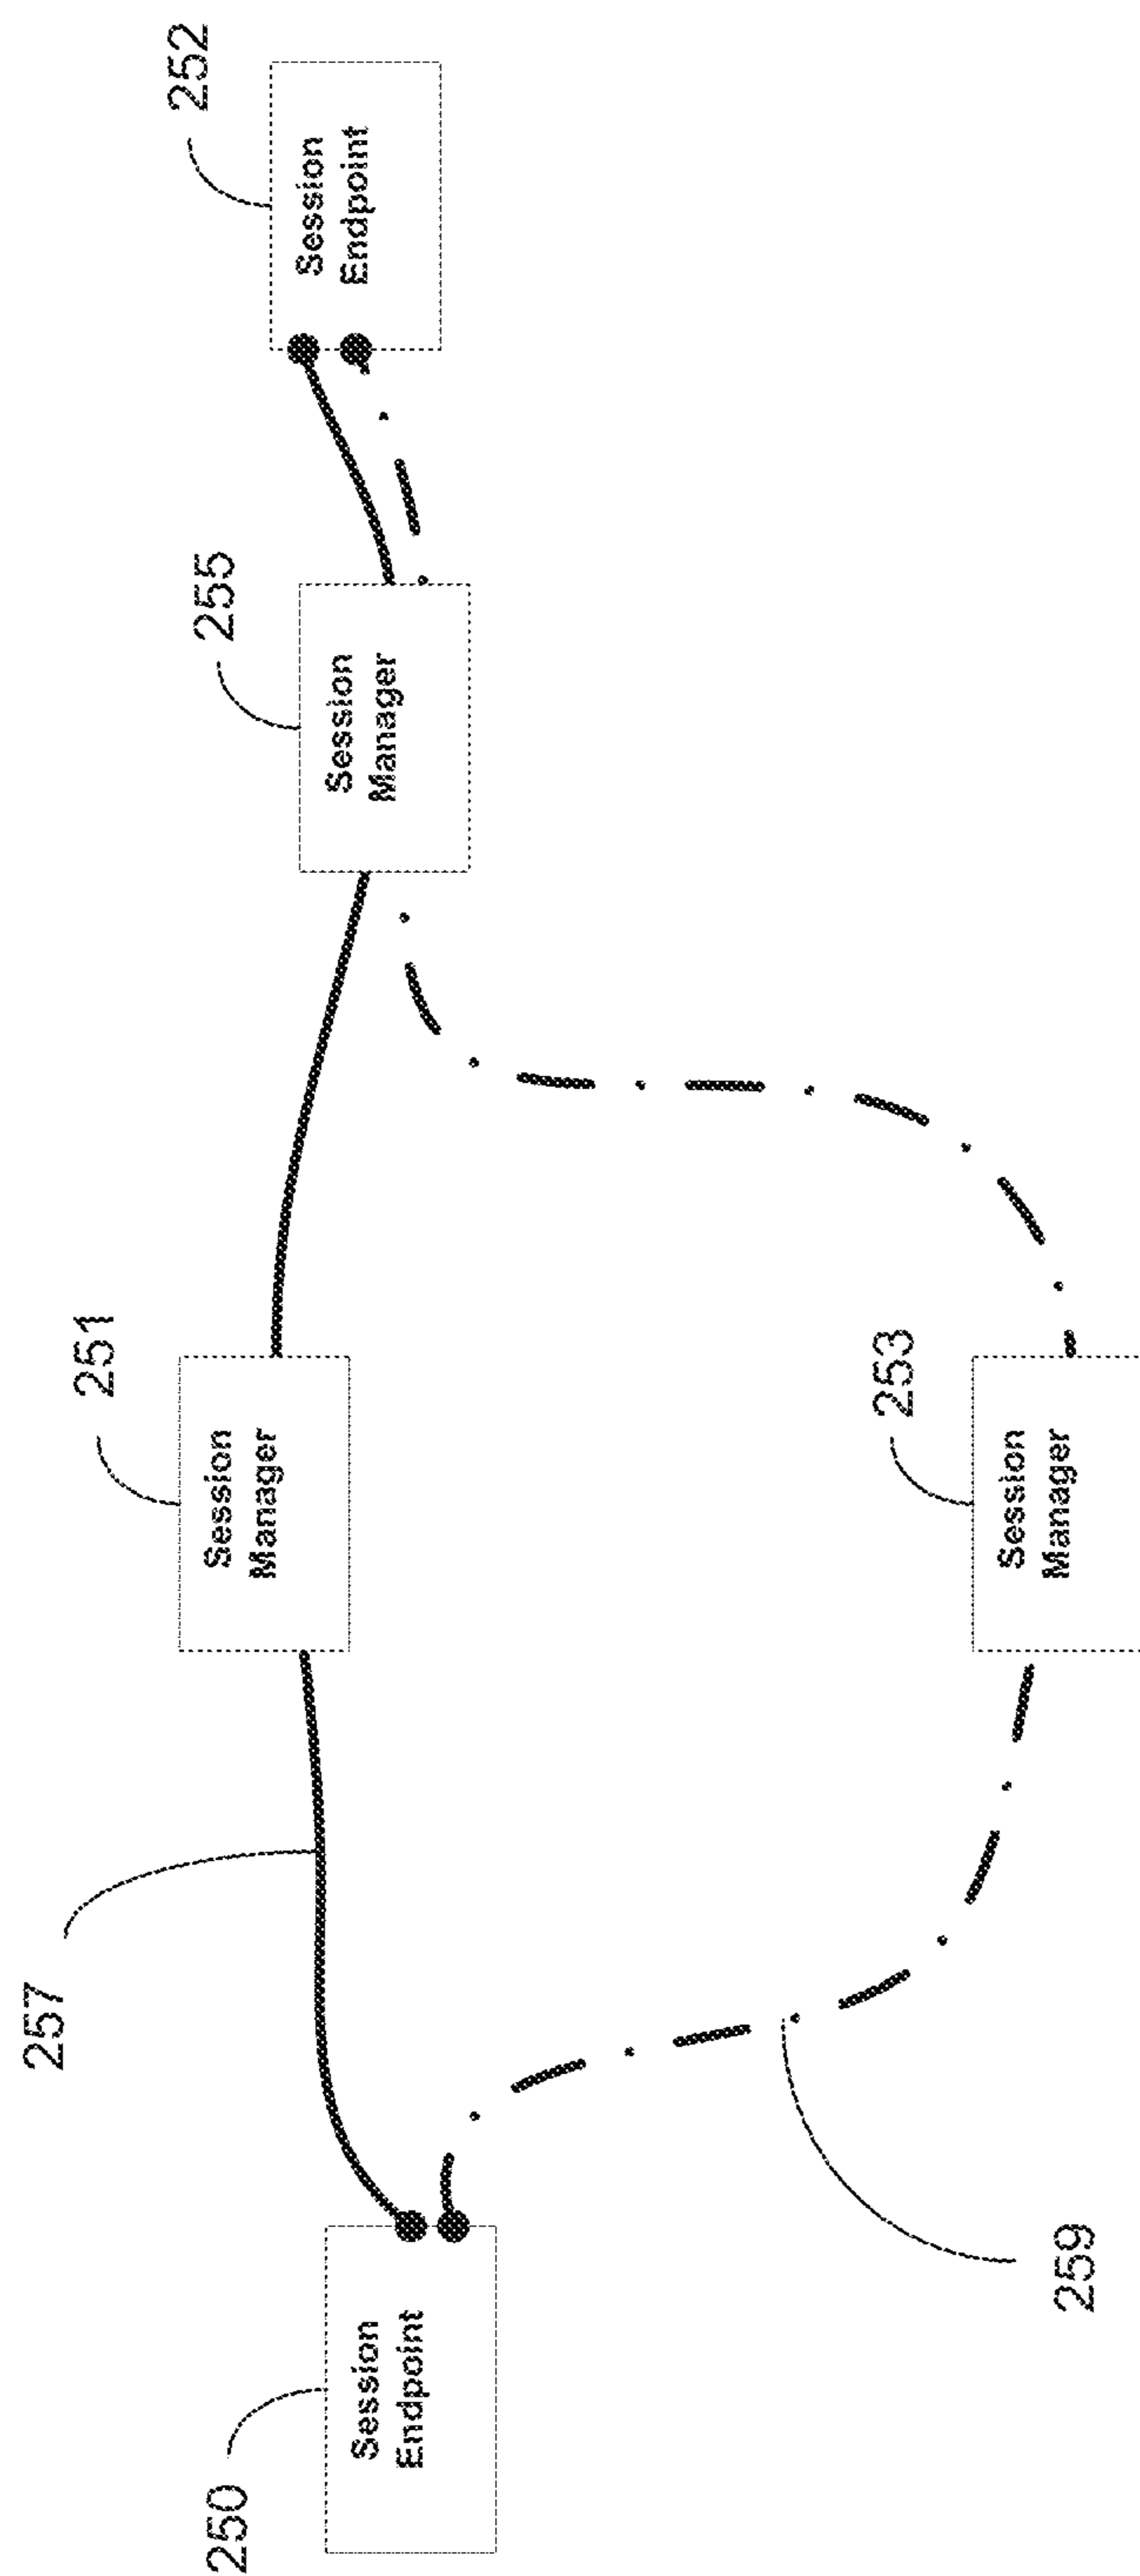 257
251
255
252
Session
Manager
Session
Manager
Session
Endpoint
250
Session
Endpoint
259
253
Session
Manager